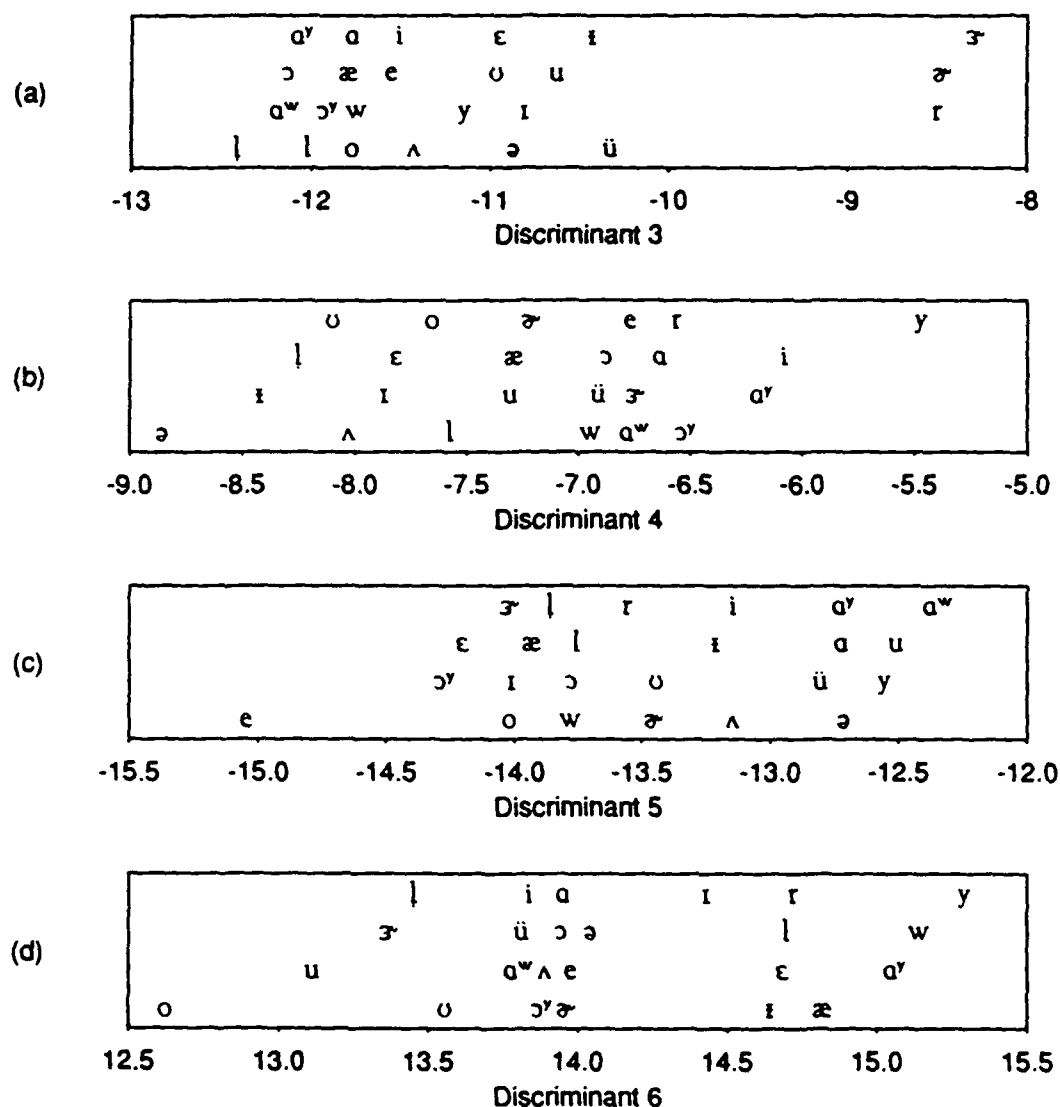 ɑʸ ɑ i ɛ ɨ ɝ
ɔ æ e ʊ u ɚ
(a)
ɑʷ ɔʸ w y ɪ r
l̩ l o ʌ ə ü
-13 -12 -11 -10 -9 -8
Discriminant 3
ʊ o ɚ e r y
l̩ ɛ æ ɔ ɑ i
(b)
ɨ ɪ u ü ɝ ɑʸ
ə ʌ l w ɑʷ ɔʸ
-9.0 -8.5 -8.0 -7.5 -7.0 -6.5 -6.0 -5.5 -5.0
Discriminant 4
ɝ l̩ r i ɑʸ ɑʷ
ɛ æ l ɨ ɑ u
(c)
ɔʸ ɪ ɔ ʊ ü y
e o w ɚ ʌ ə
-15.5 -15.0 -14.5 -14.0 -13.5 -13.0 -12.5 -12.0
Discriminant 5
l̩ i ɑ ɪ r y
ɝ ü ɔ ə l w
(d)
u ɑʷ ʌ e ɛ ɑʸ
o ʊ ɔʸ ɚ ɨ æ
12.5 13.0 13.5 14.0 14.5 15.0 15.5
Discriminant 6